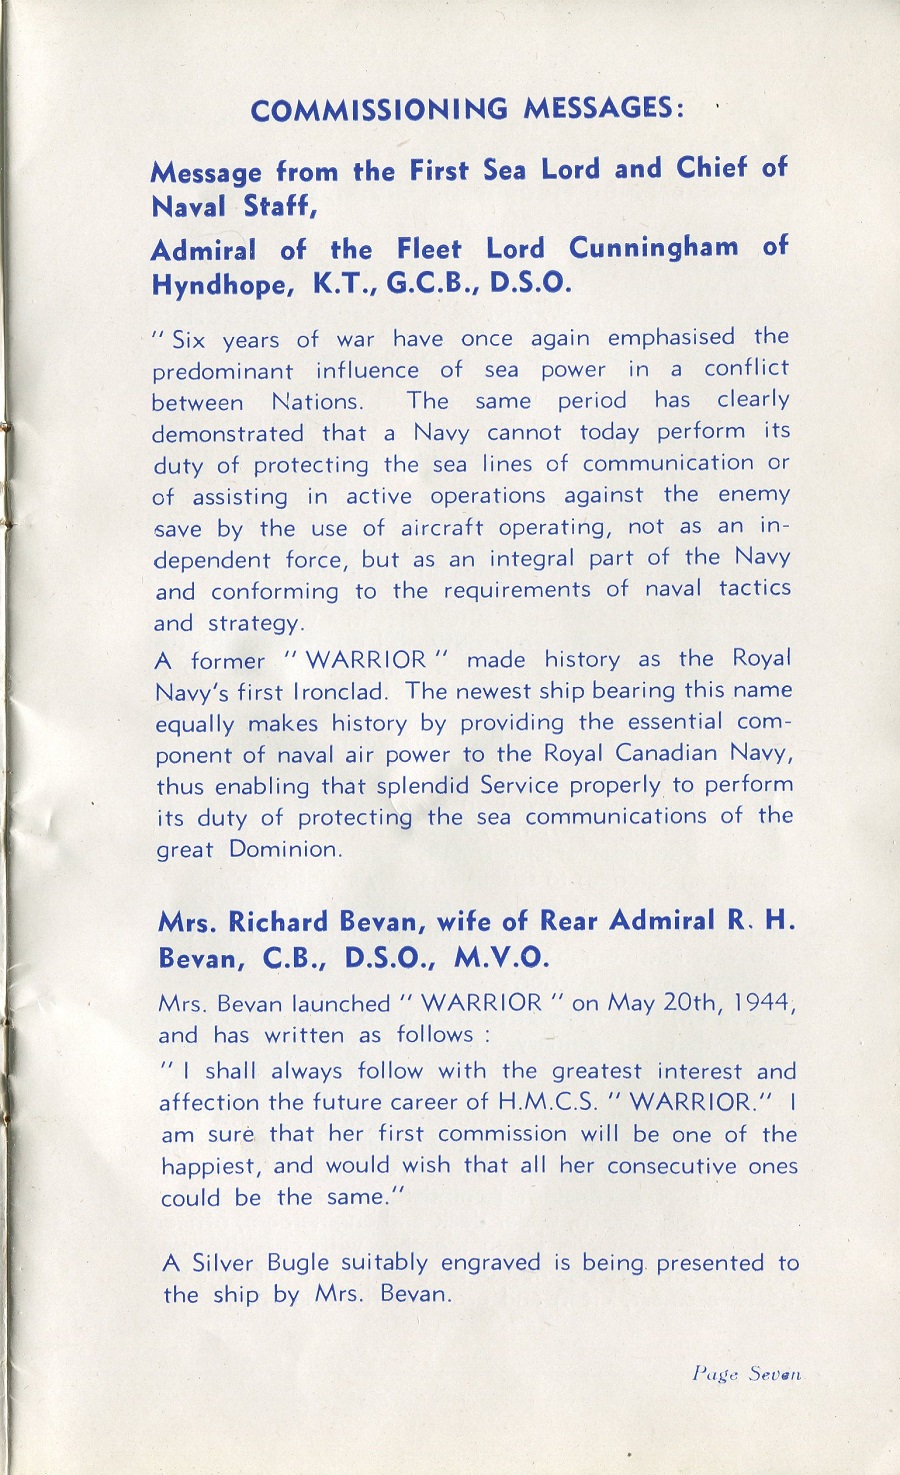 COMMISSIONING MESSAGES:
Message from the First Sea Lord and Chief of
Naval Staff,
Admiral of the Fleet Lord Cunningham of
Hyndhope, K.T., G.C.B., D.S.O.
" Six years of war have once again emphasised the
predominant influence of sea power in a conflict
between Nations. The same period has clearly
demonstrated that a Navy cannot today perform its
duty of protecting the sea lines of communication or
of assisting in active operations against the enemy
save by the use of aircraft operating, not as an in-
dependent force, but as an integral part of the Navy
and conforming to the requirements of naval tactics
and strategy.
A former " WARRIOR " made history as the Royal
Navy's first Ironclad. The newest ship bearing this name
equally makes history by providing the essential com-
ponent of naval air power to the Royal Canadian Navy,
thus enabling that splendid Service properly to perform
its duty of protecting the sea communications of the
great Dominion.
Mrs. Richard Bevan, wife of Rear Admiral R. H.
Bevan, C.B., D.S.O., M.V.O.
Mrs. Bevan launched " WARRIOR " on May 20th, 1944,
and has written as follows :
" I shall always follow with the greatest interest and
affection the future career of H.M.C.S. " WARRIOR." I
am sure that her first commission will be one of the
happiest, and would wish that all her consecutive ones
could be the same."
A Silver Bugle suitably engraved is being presented to
the ship by Mrs. Bevan.
Page Seven